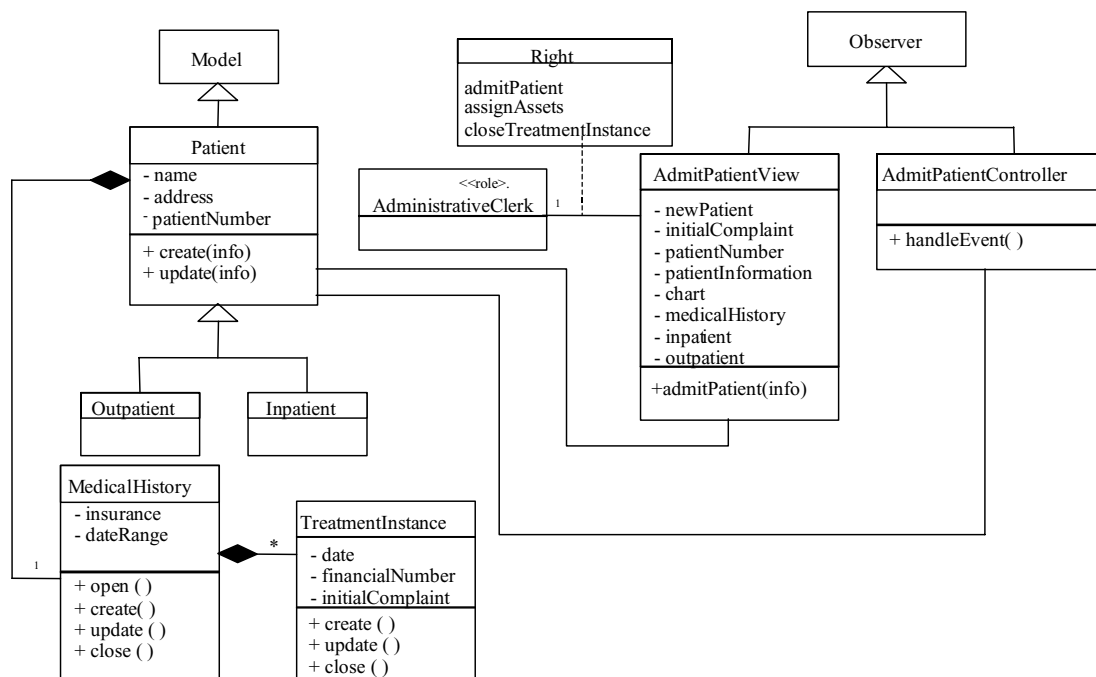 Model
Observer
Right
admitPatient
assignAssets
closeTreatmentInstance
Patient
- name
- address
- patientNumber
+ create(info)
+ update(info)
<<role>.
AdministrativeClerk
1
AdmitPatientView
- newPatient
- initialComplaint
- patientNumber
- patientInformation
- chart
- medicalHistory
- inpatient
- outpatient
+admitPatient(info)
AdmitPatientController
+ handleEvent( )
Outpatient
Inpatient
MedicalHistory
- insurance
- dateRange
+ open ( )
+ create( )
+ update ( )
+ close ( )
1
*
TreatmentInstance
- date
- financialNumber
- initialComplaint
+ create ( )
+ update ( )
+ close ( )